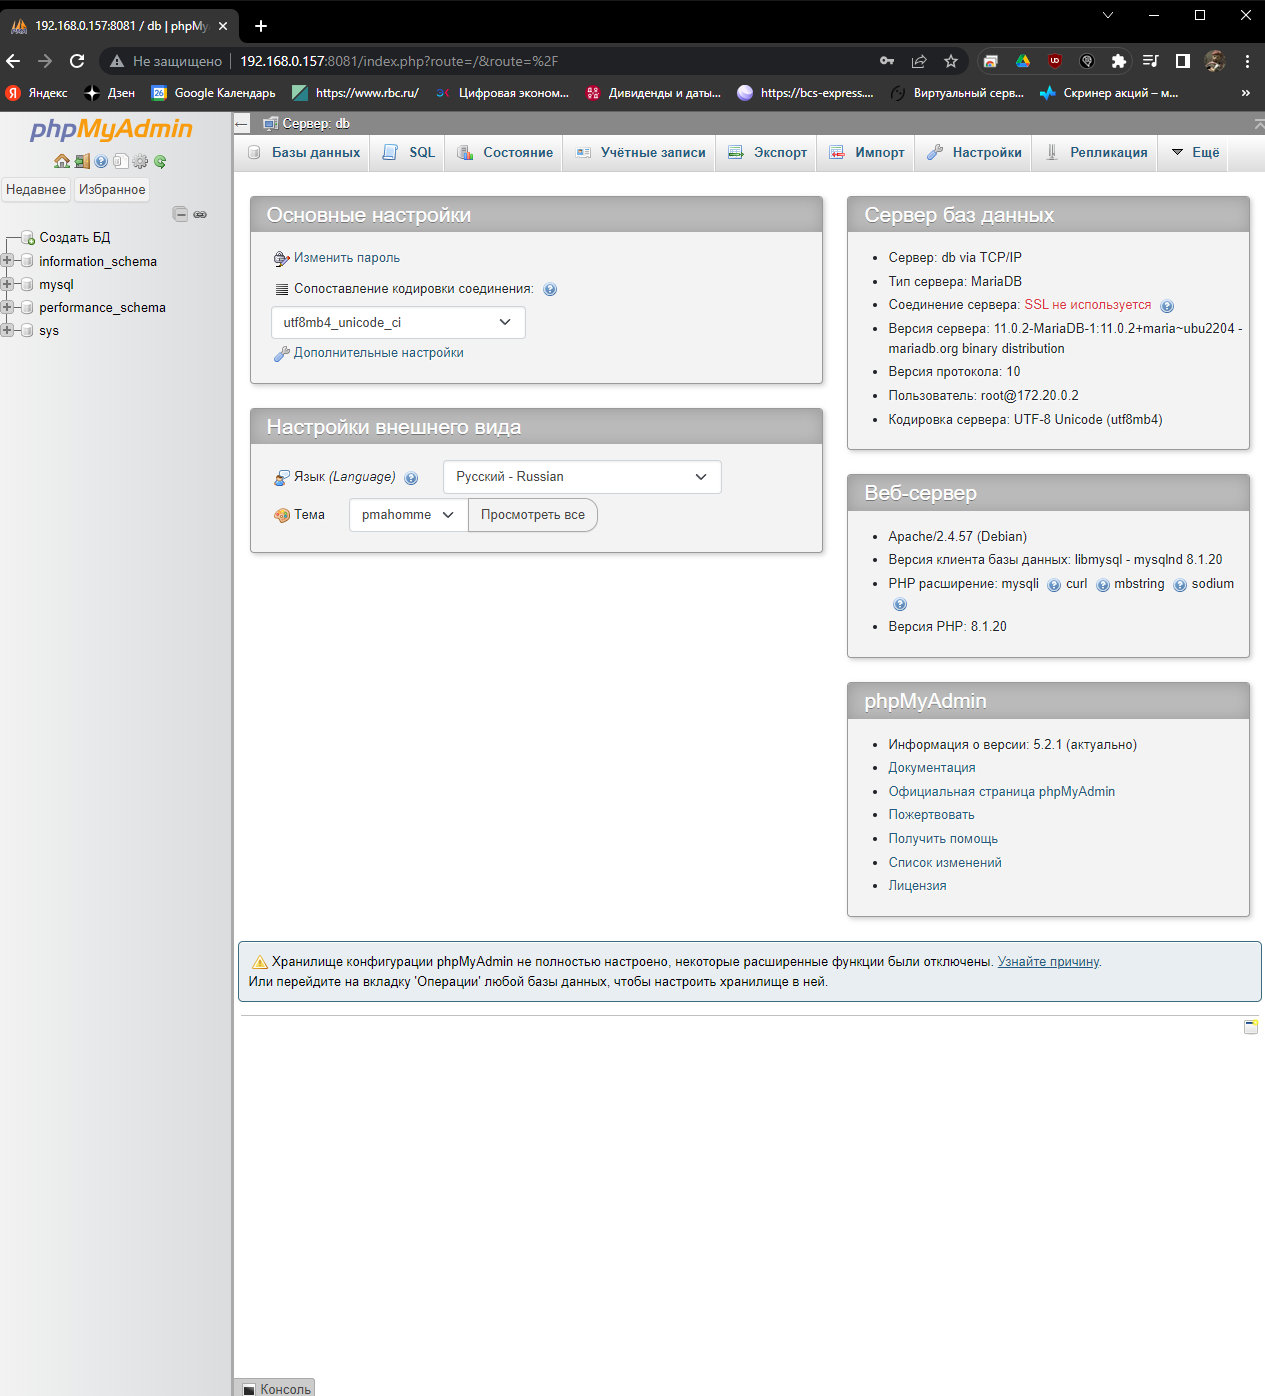 192.168.0.157:8081 / db | phpMy
Не защищено
192.168.0.157:8081/index.php?route=/&route=%2F
Яндекс
Дзен
26
Google Календарь
https://www.rbc.ru/
Цифровая эконом...
Дивиденды и даты...
https://bcs-express....
Виртуальный серв...
Скринер акций – м...
»
phpMyAdmin
Недавнее
Избранное
Создать БД
information_schema
mysql
performance_schema
sys
Сервер: db
Базы данных
SQL
Состояние
Учётные записи
Экспорт
Импорт
Настройки
Репликация
Ещё
Основные настройки
Изменить пароль
Сопоставление кодировки соединения:
utf8mb4_unicode_ci
Дополнительные настройки
Настройки внешнего вида
Язык (Language)
Русский - Russian
Тема
pmahomme
Просмотреть все
Сервер баз данных
Сервер: db via TCP/IP
Тип сервера: MariaDB
Соединение сервера: SSL не используется
Версия сервера: 11.0.2-MariaDB-1:11.0.2+maria~ubu2204 -
mariadb.org binary distribution
Версия протокола: 10
Пользователь: root@172.20.0.2
Кодировка сервера: UTF-8 Unicode (utf8mb4)
Веб-сервер
Apache/2.4.57 (Debian)
Версия клиента базы данных: libmysql - mysqlnd 8.1.20
PHP расширение: mysqli curl mbstring sodium
Версия PHP: 8.1.20
phpMyAdmin
Информация о версии: 5.2.1 (актуально)
Документация
Официальная страница phpMyAdmin
Пожертвовать
Получить помощь
Список изменений
Лицензия
Хранилище конфигурации phpMyAdmin не полностью настроено, некоторые расширенные функции были отключены. Узнайте причину.
Или перейдите на вкладку 'Операции' любой базы данных, чтобы настроить хранилище в ней.
Консоль